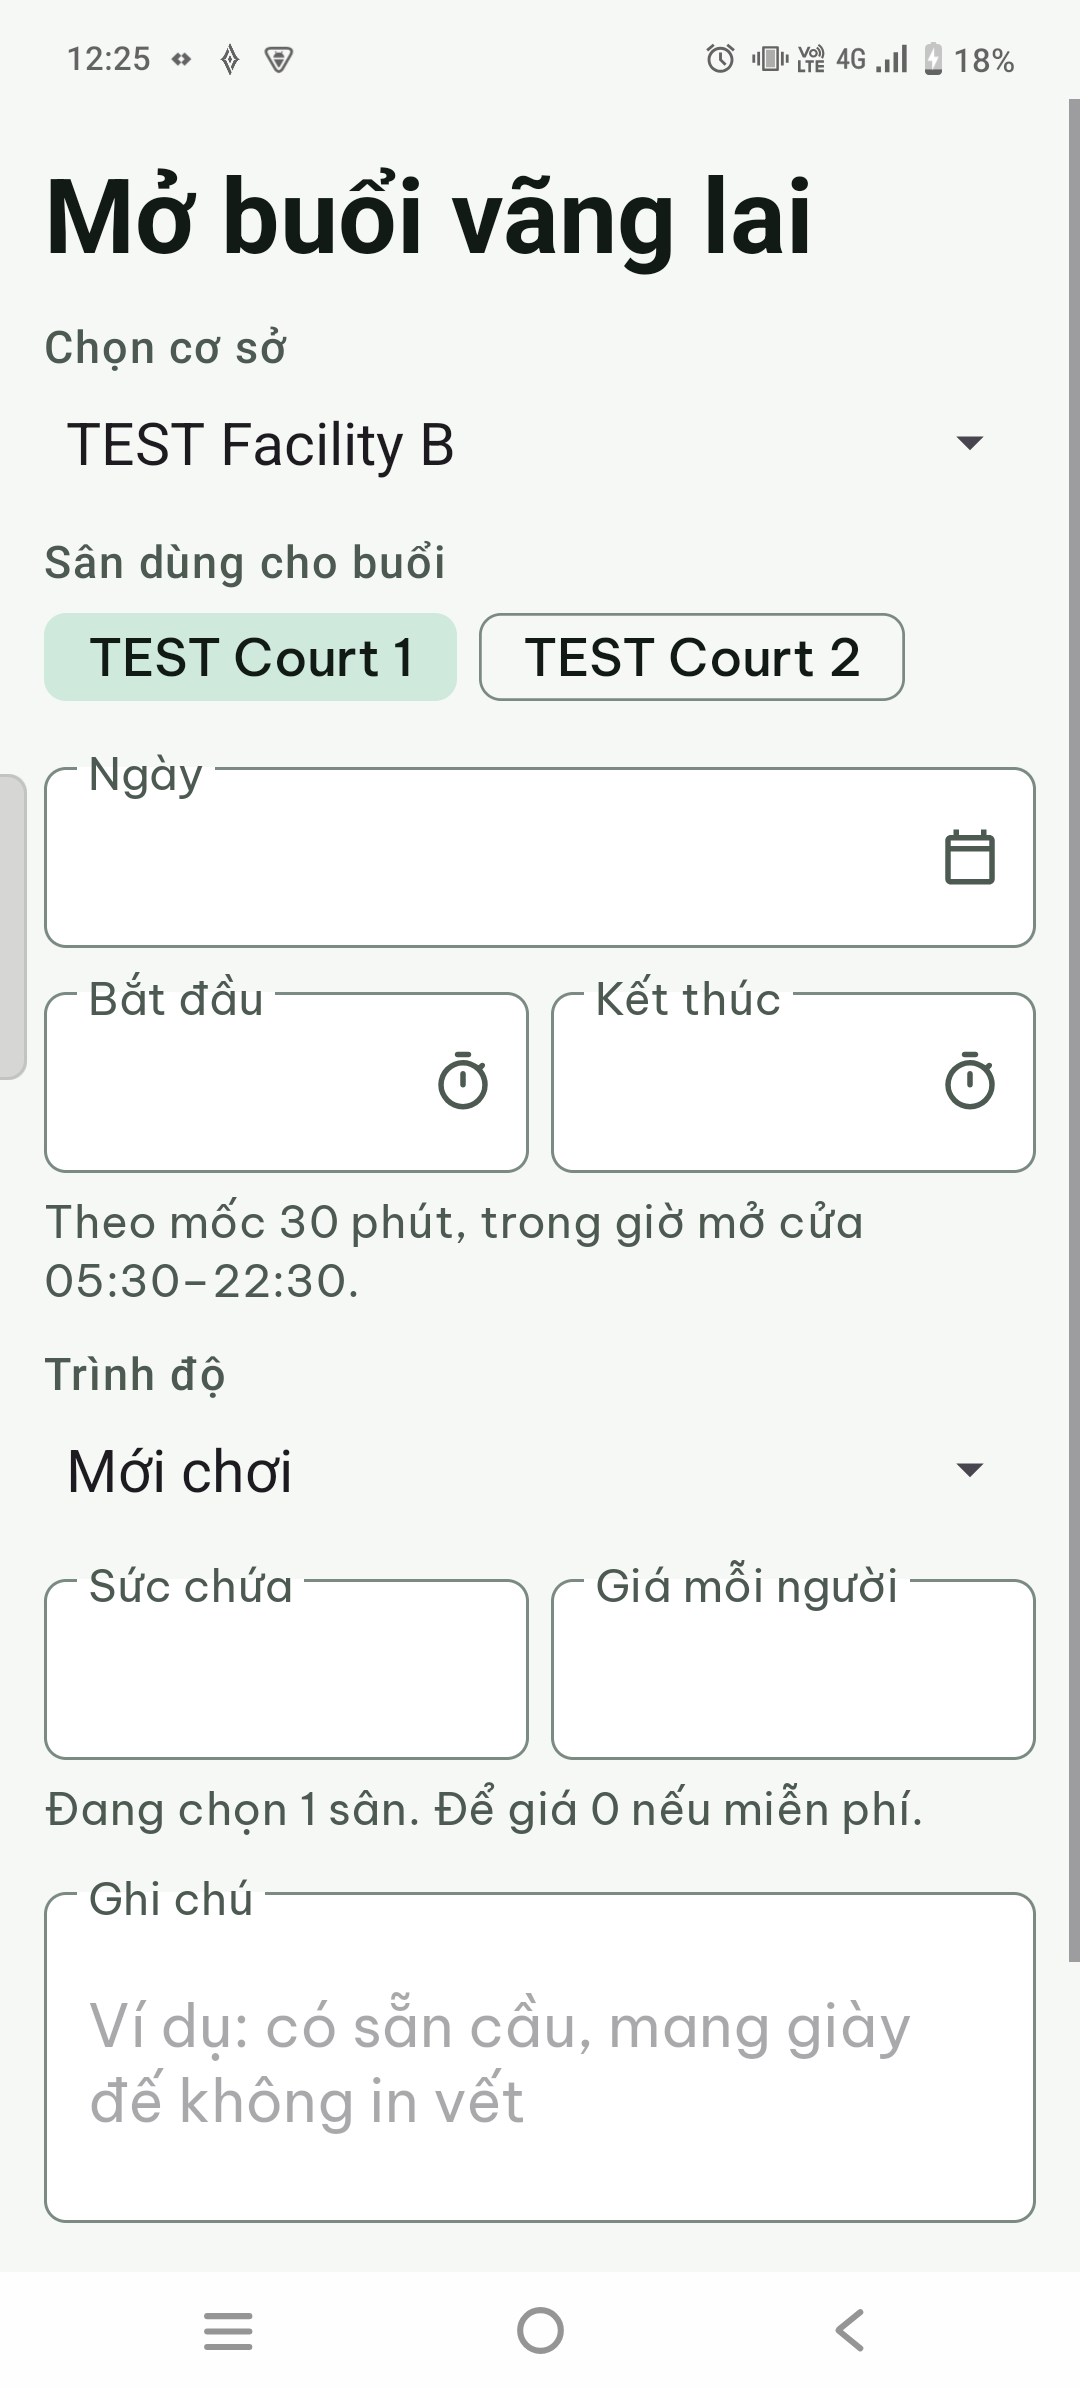 12:25
VoLTE 4G 18%
Mở buổi vãng lai
Chọn cơ sở
TEST Facility B
Sân dùng cho buổi
TEST Court 1 TEST Court 2
Ngày
Bắt đầu Kết thúc
Theo mốc 30 phút, trong giờ mở cửa
05:30–22:30.
Trình độ
Mới chơi
Sức chứa Giá mỗi người
Đang chọn 1 sân. Để giá 0 nếu miễn phí.
Ghi chú
Ví dụ: có sẵn cầu, mang giày
đế không in vết